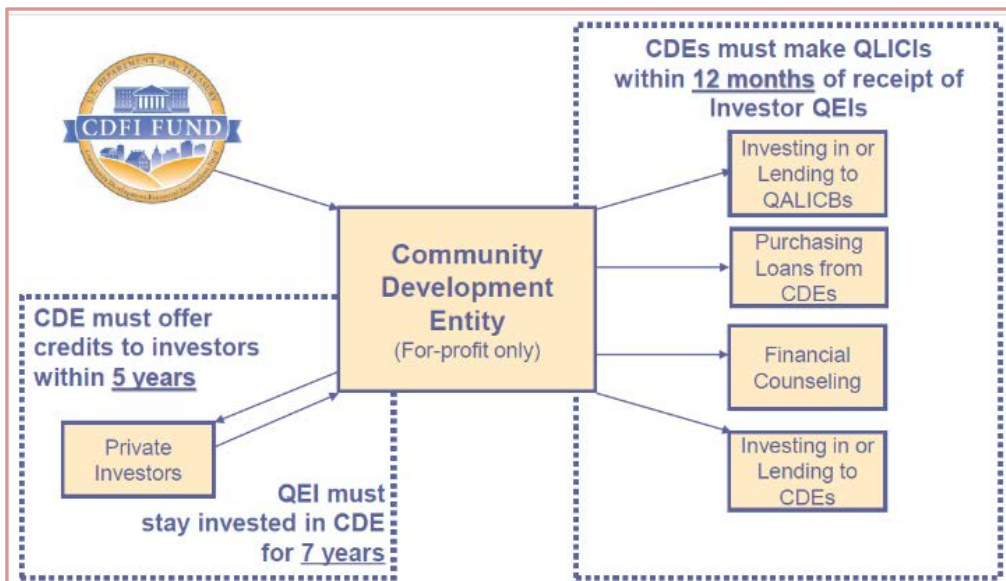 U.S. DEPARTMENT of the TREASURY
CDFI FUND
CDEs must make QLICIs
within 12 months of receipt of
Investor QEIs
Investing in or
Lending to
QALICBs
Purchasing
Loans from
CDEs
Financial
Counseling
Investing in or
Lending to
CDEs
Community
Development
Entity
(For-profit only)
CDE must offer
credits to investors
within 5 years
Private
Investors
QEI must
stay invested in CDE
for 7 years